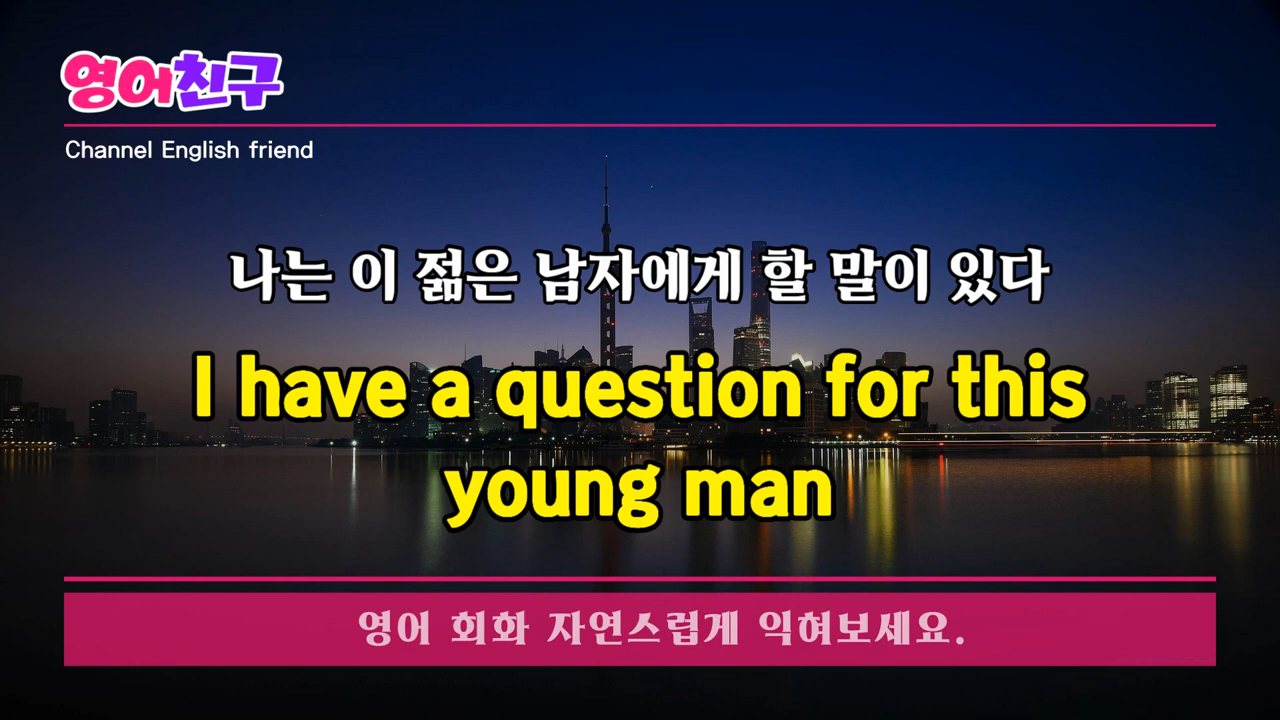 영어친구
Channel English friend
나는 이 젊은 남자에게 할 말이 있다
I have a question for this
young man
영어 회화 자연스럽게 익혀보세요.